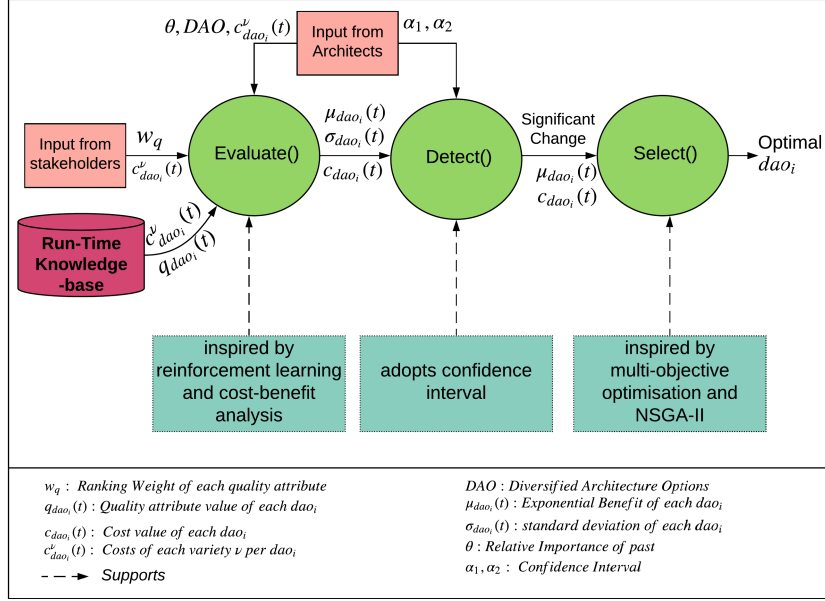 θ, DAO, c^ν_{dao_i}(t)
Input from
Architects
α₁, α₂
Input from
stakeholders
w_q
c^ν_{dao_i}(t)
Evaluate()
μ_{dao_i}(t)
σ_{dao_i}(t)
c_{dao_i}(t)
Detect()
Significant
Change
μ_{dao_i}(t)
c_{dao_i}(t)
Select()
Optimal
dao_i
Run-Time
Knowledge
-base
c^ν_{dao_i}(t)
q_{dao_i}(t)
inspired by
reinforcement learning
and cost-benefit
analysis
adopts confidence
interval
inspired by
multi-objective
optimisation and
NSGA-II
w_q : Ranking Weight of each quality attribute
q_{dao_i}(t) : Quality attribute value of each dao_i
c_{dao_i}(t) : Cost value of each dao_i
c^ν_{dao_i}(t) : Costs of each variety ν per dao_i
Supports
DAO : Diversified Architecture Options
μ_{dao_i}(t) : Exponential Benefit of each dao_i
σ_{dao_i}(t) : standard deviation of each dao_i
θ : Relative Importance of past
α₁, α₂ : Confidence Interval